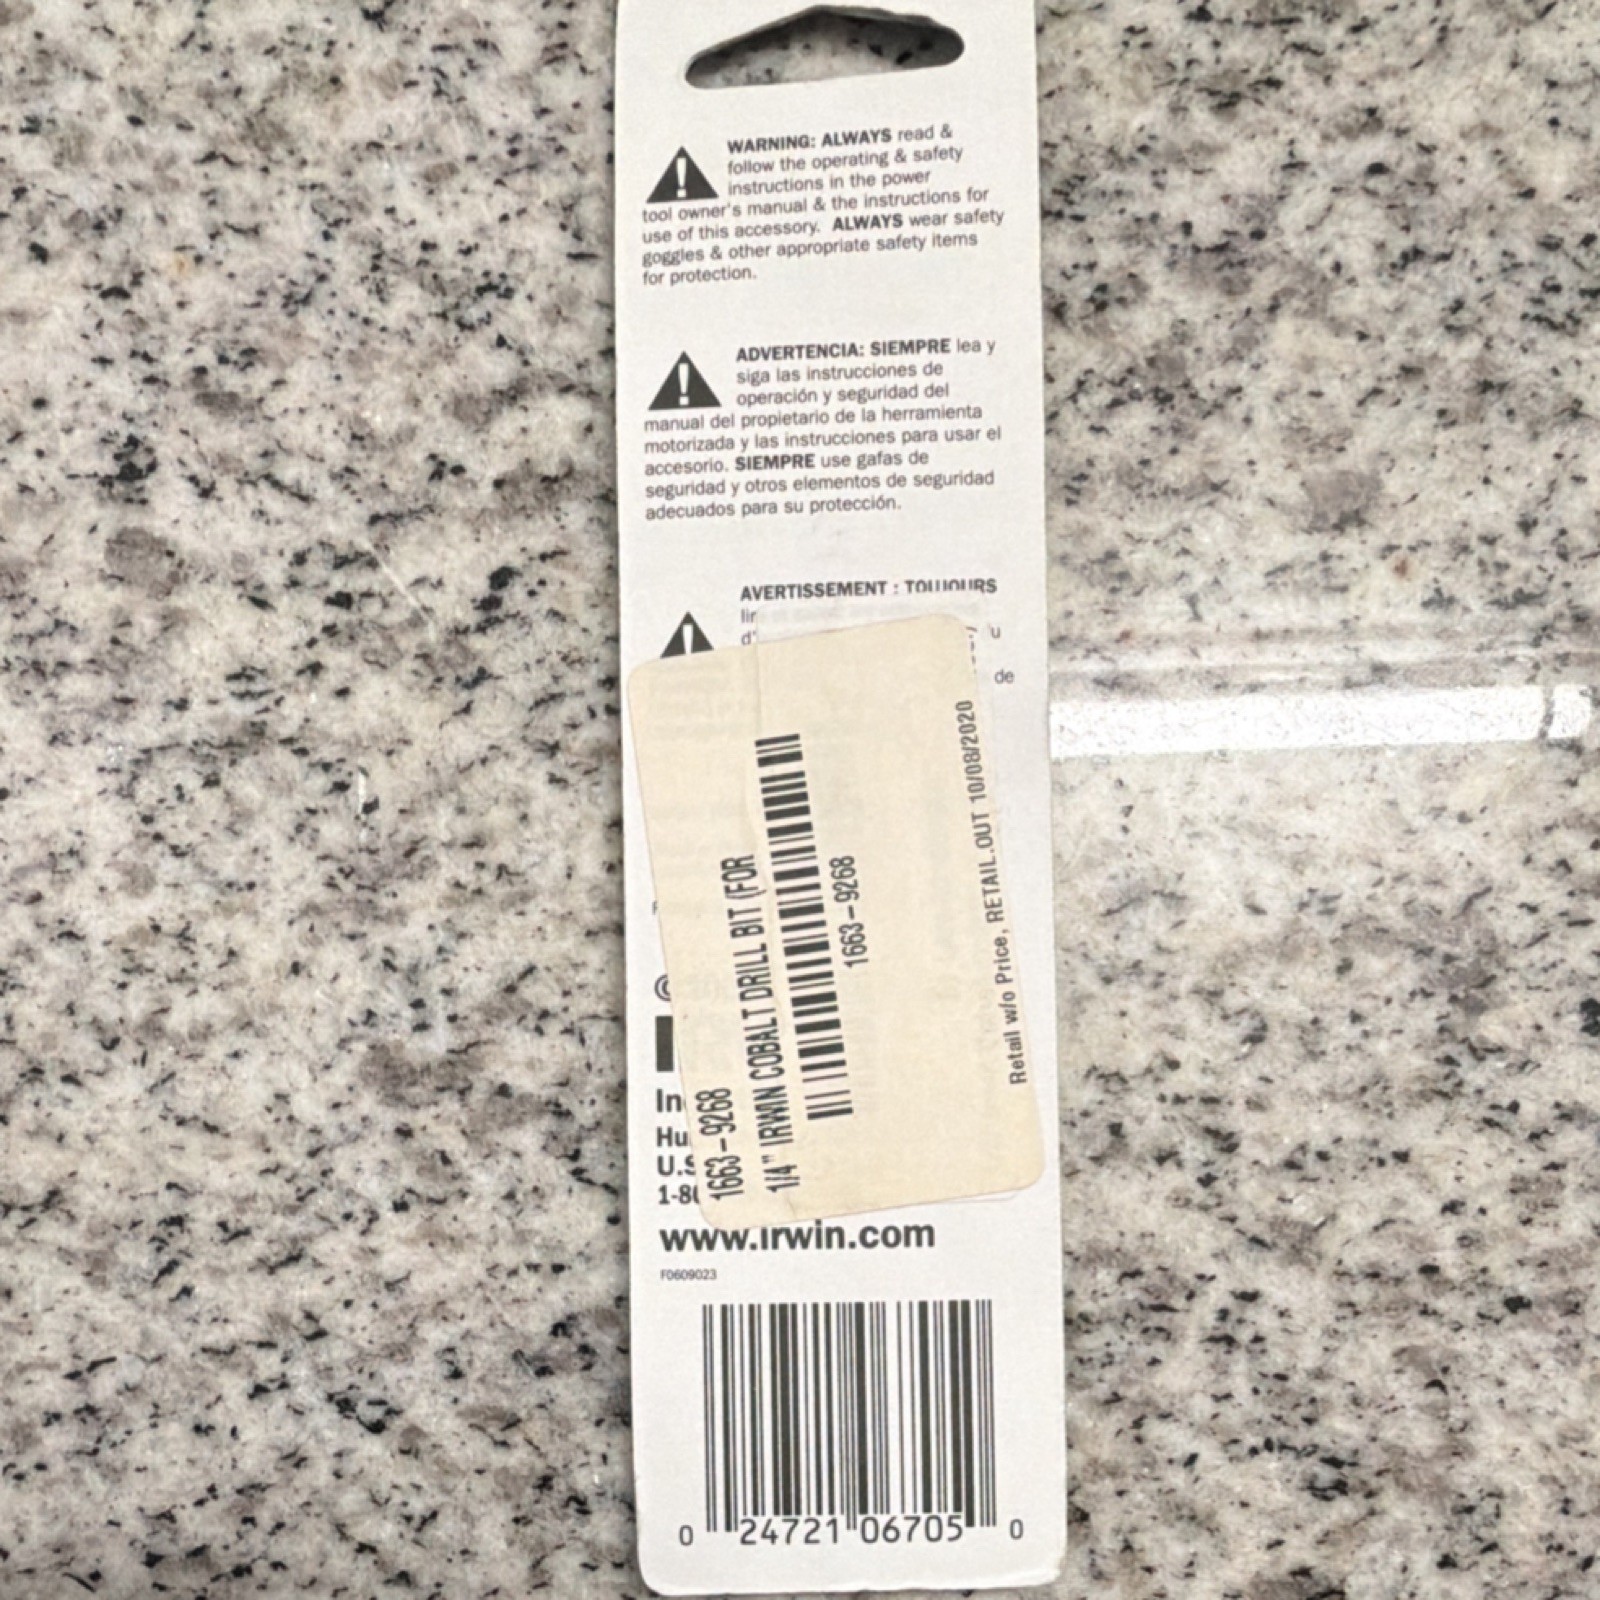 WARNING: ALWAYS read &
follow the operating & safety
instructions in the power
tool owner's manual & the instructions for
use of this accessory. ALWAYS wear safety
goggles & other appropriate safety items
for protection.
ADVERTENCIA: SIEMPRE lea y
siga las instrucciones de
operación y seguridad del
manual del propietario de la herramienta
motorizada y las instrucciones para usar el
accesorio. SIEMPRE use gafas de
seguridad y otros elementos de seguridad
adecuados para su protección.
AVERTISSEMENT : TOUJOURS
de
1663-9268
1/4" IRWIN COBALT DRILL BIT (FOR
1663-9268
Retail w/o Price, RETAIL.OUT 10/08/2020
www.irwin.com
F0609023
0 24721 06705 0